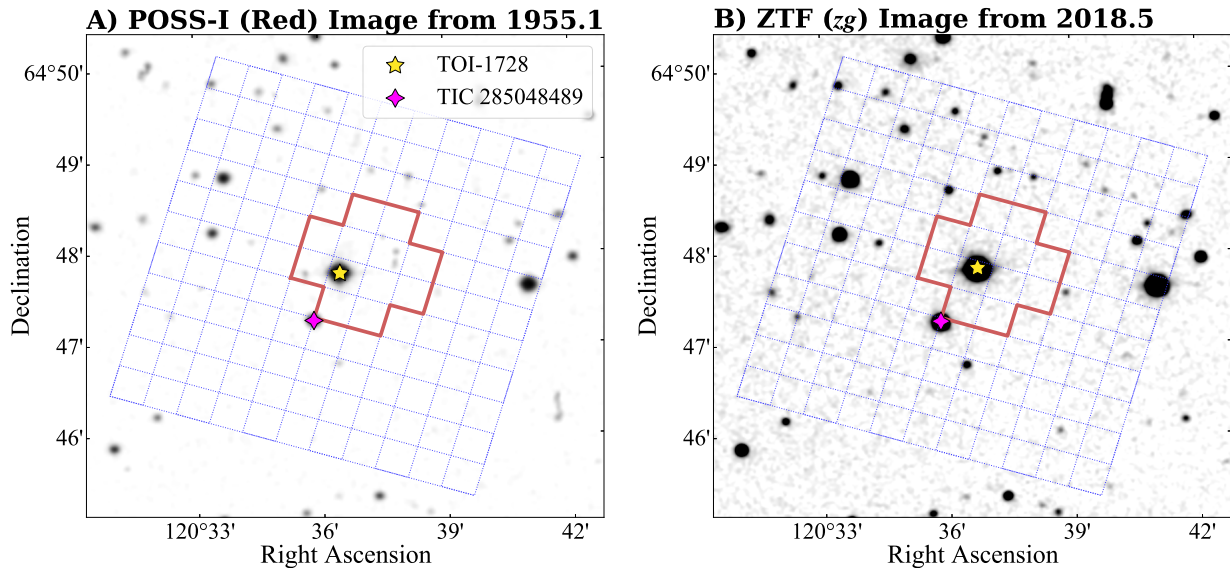 A) POSS-I (Red) Image from 1955.1
TOI-1728
TIC 285048489
64°50'
49'
48'
47'
46'
Declination
120°33'
36'
39'
42'
Right Ascension
B) ZTF (zg) Image from 2018.5
64°50'
49'
48'
47'
46'
Declination
120°33'
36'
39'
42'
Right Ascension